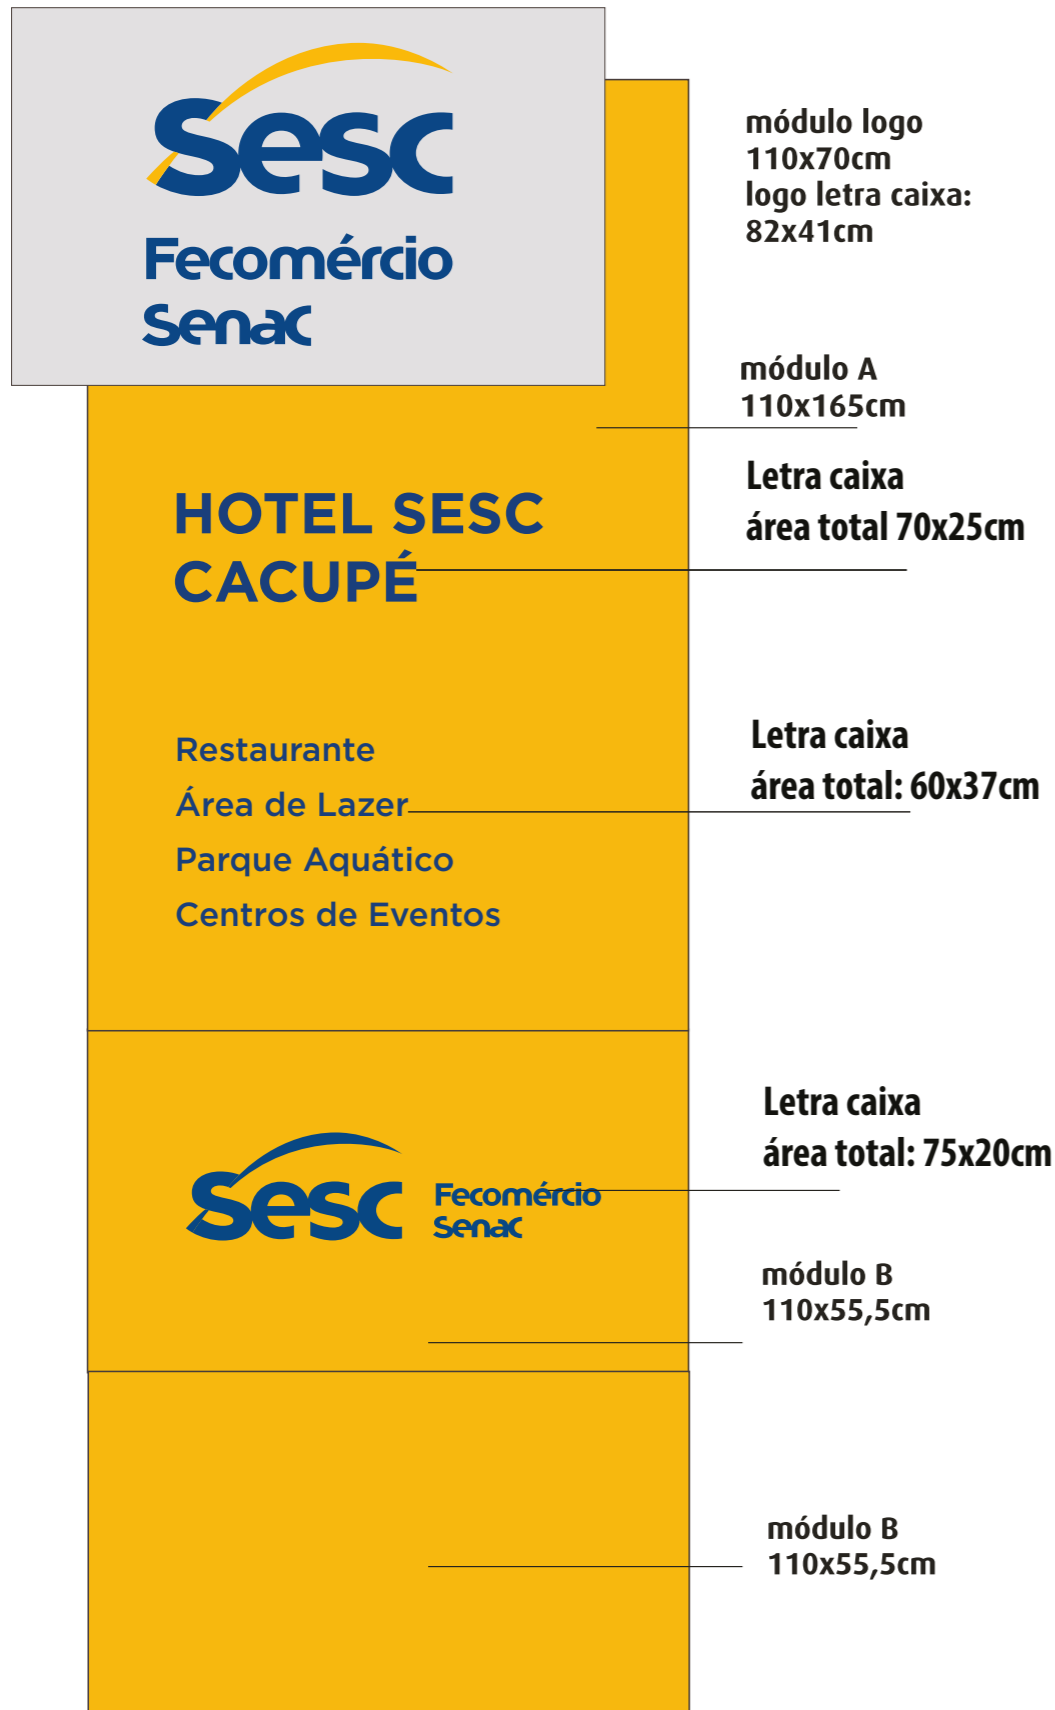 Sesc
Fecomércio
Senac
módulo logo
110x70cm
logo letra caixa:
82x41cm
módulo A
110x165cm
HOTEL SESC
CACUPÉ
Letra caixa
área total 70x25cm
Restaurante
Área de Lazer
Parque Aquático
Centros de Eventos
Letra caixa
área total: 60x37cm
Sesc
Fecomércio
Senac
Letra caixa
área total: 75x20cm
módulo B
110x55,5cm
módulo B
110x55,5cm